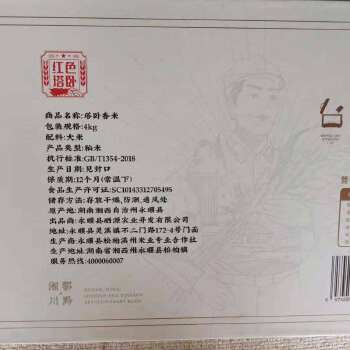 红色
塔卧
商品名称:塔卧香米
包装规格:4kg
配料:大米
产品类型:籼米
执行标准:GB/T1354-2018
生产日期:见封口
保质期:12个月(常温下)
食品生产许可证:SC10143312705495
储存方法:存放干燥,防潮,通风处
原产地:湖南湘西自治州永顺县
出品商:永顺县硒源农业开发有限公司
地址:永顺县灵溪镇不二门路172-4号门面
生产商:永顺县松柏满州米业专业合作社
生产地址:湖南省湘西州永顺县松柏镇
服务热线:4000060007
鄂黔
湘川